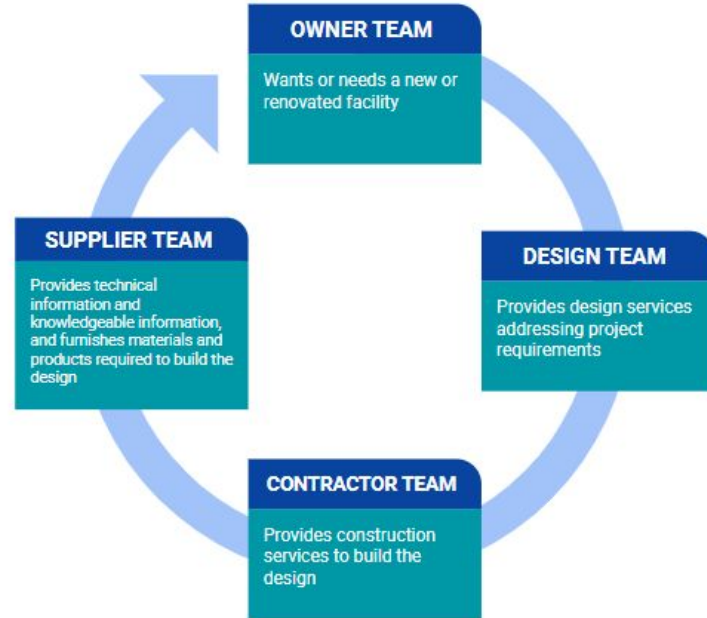 OWNER TEAM
Wants or needs a new or
renovated facility
DESIGN TEAM
Provides design services
addressing project
requirements
CONTRACTOR TEAM
Provides construction
services to build the
design
SUPPLIER TEAM
Provides technical
information and
knowledgeable information,
and furnishes materials and
products required to build the
design